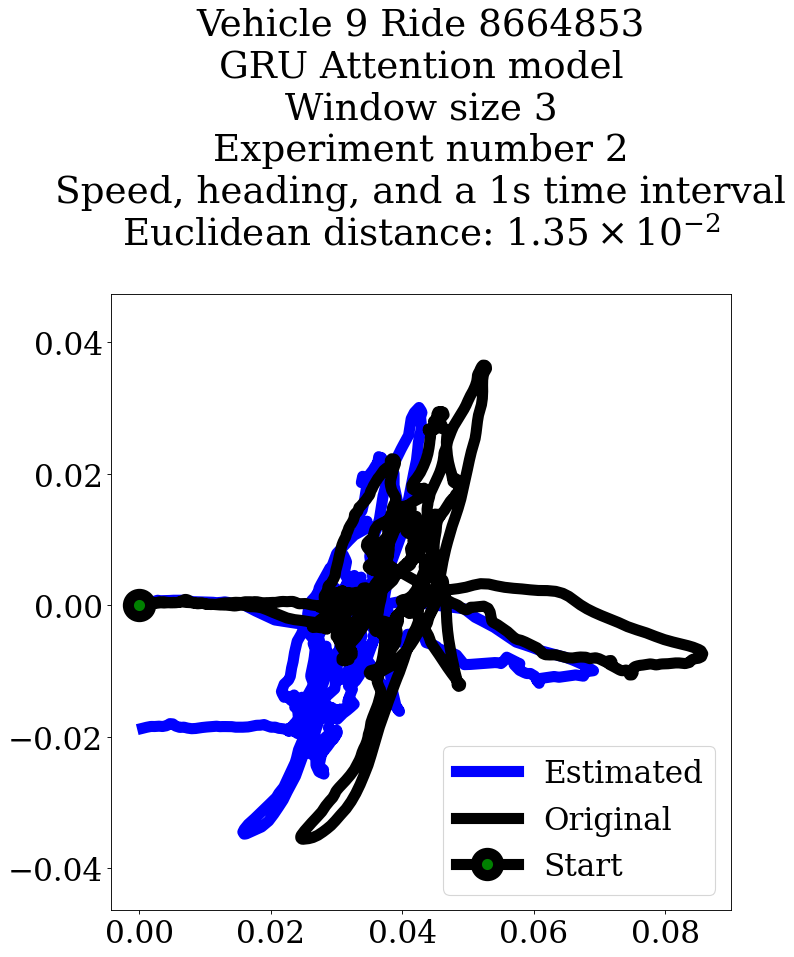 Vehicle 9 Ride 8664853
GRU Attention model
Window size 3
Experiment number 2
Speed, heading, and a 1s time interval
Euclidean distance: 1.35 × 10⁻²
0.04
0.02
0.00
−0.02
−0.04
Estimated
Original
Start
0.00 0.02 0.04 0.06 0.08